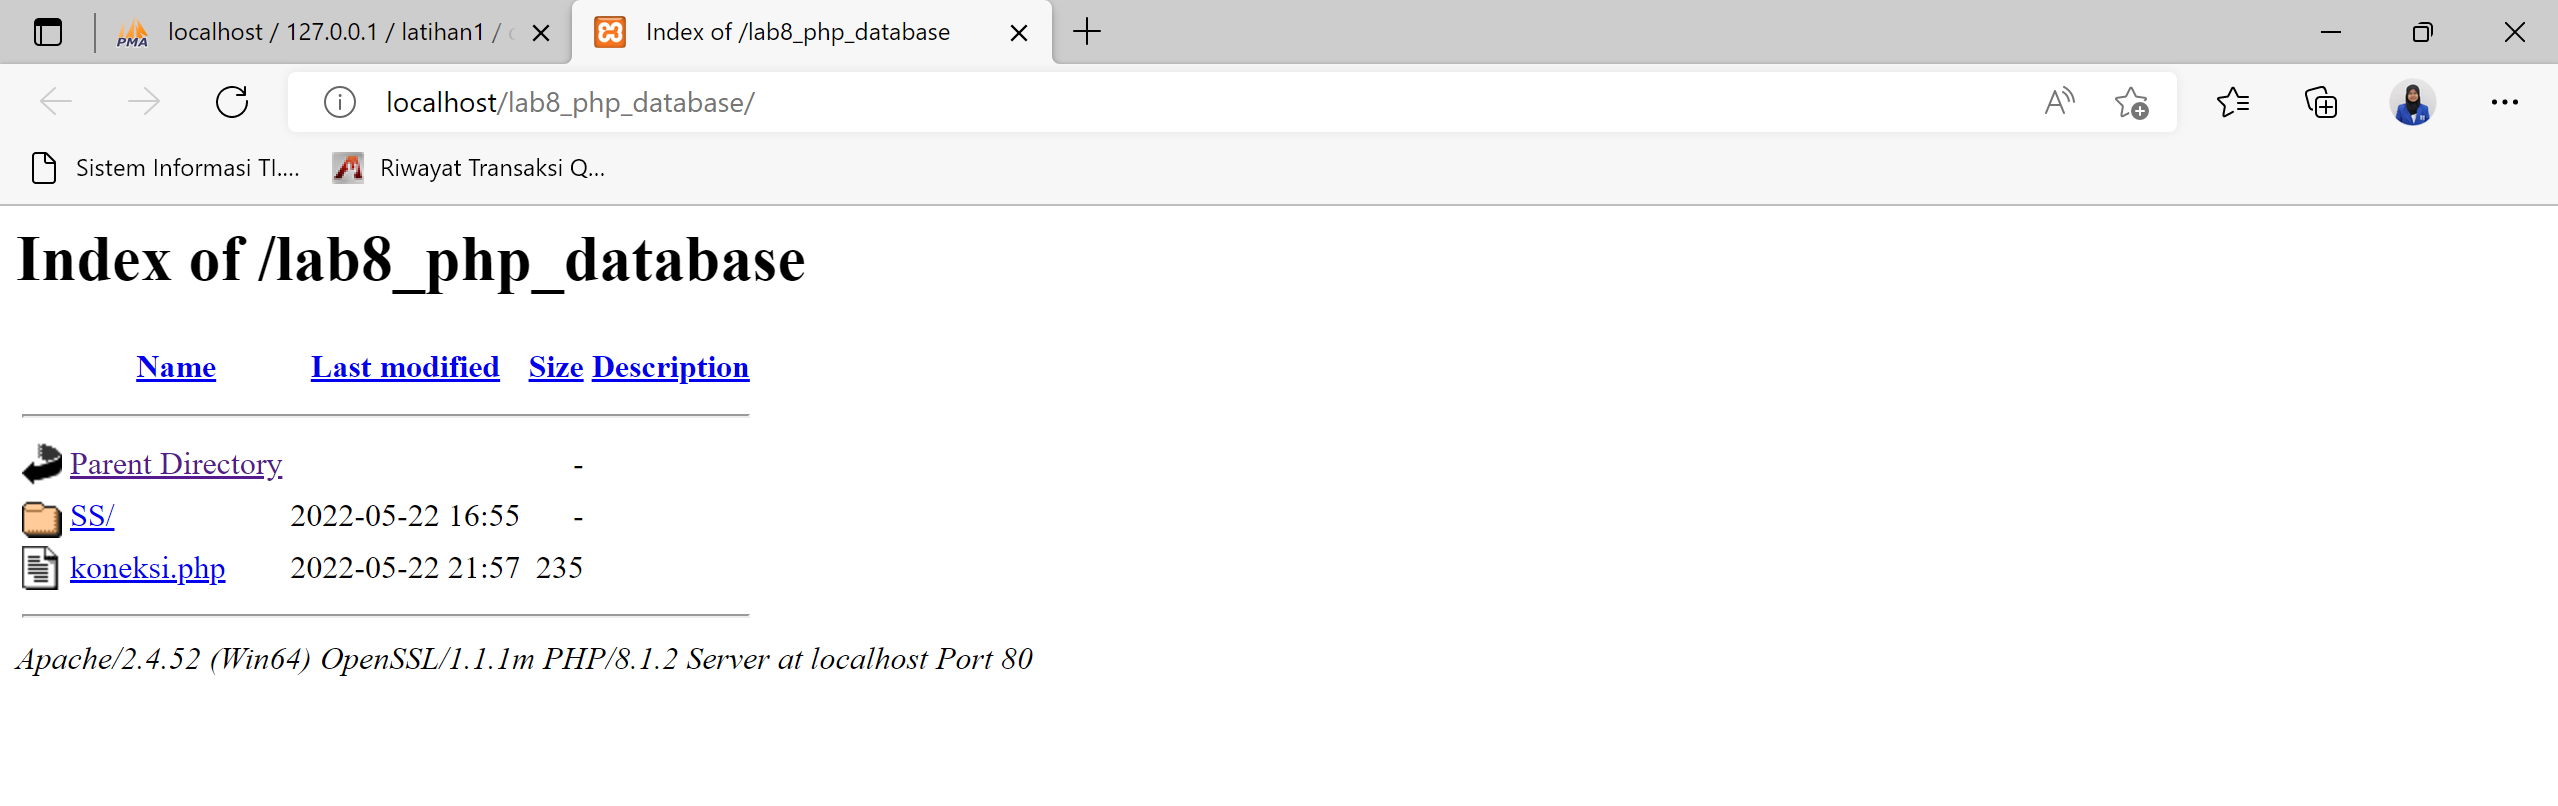 PMA localhost / 127.0.0.1 / latihan1 /
Index of /lab8_php_database
localhost/lab8_php_database/
Sistem Informasi TI....
Riwayat Transaksi Q...
Index of /lab8_php_database
Name Last modified Size Description
Parent Directory -
SS/ 2022-05-22 16:55 -
koneksi.php 2022-05-22 21:57 235
Apache/2.4.52 (Win64) OpenSSL/1.1.1m PHP/8.1.2 Server at localhost Port 80